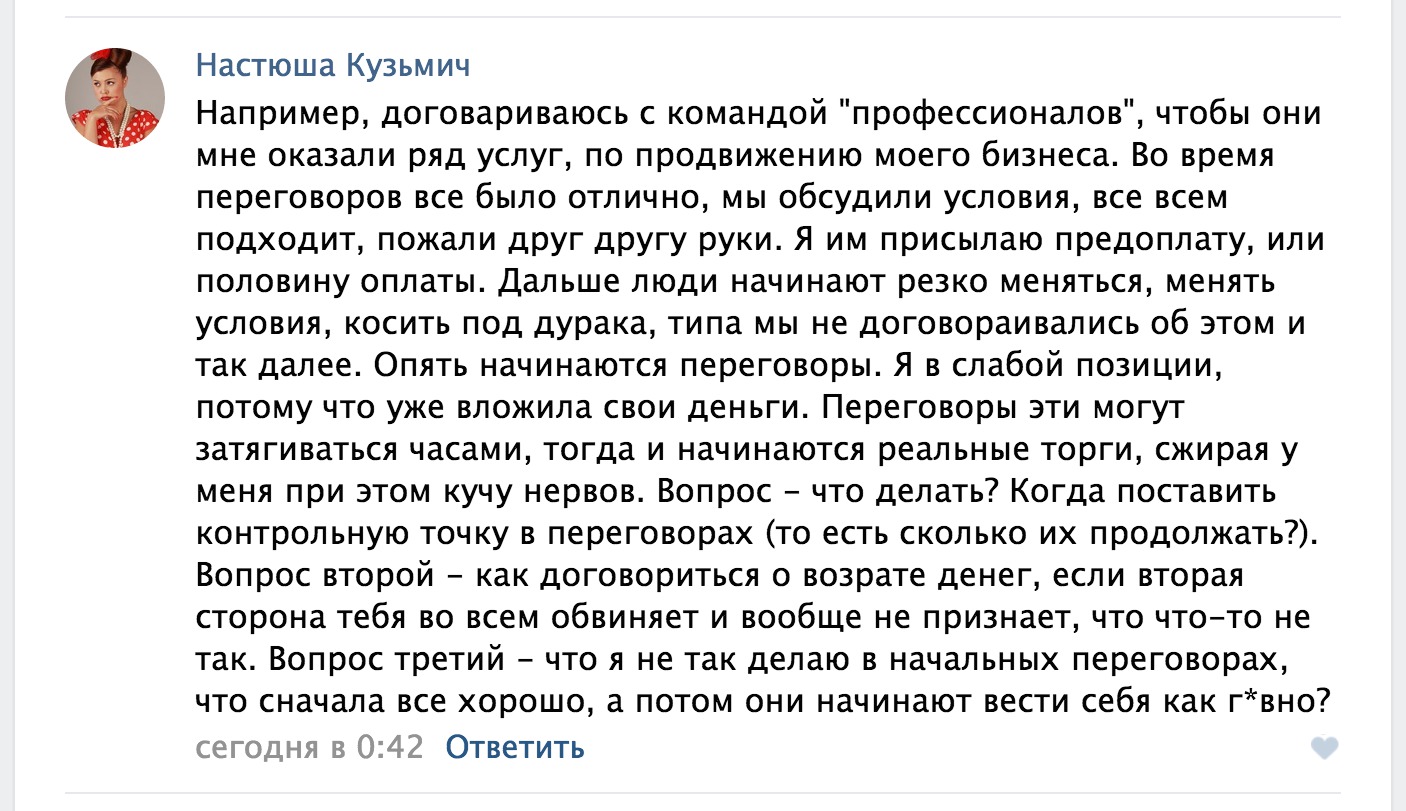 Настюша Кузьмич
Например, договариваюсь с командой "профессионалов", чтобы они
мне оказали ряд услуг, по продвижению моего бизнеса. Во время
переговоров все было отлично, мы обсудили условия, все всем
подходит, пожали друг другу руки. Я им присылаю предоплату, или
половину оплаты. Дальше люди начинают резко меняться, менять
условия, косить под дурака, типа мы не договораивались об этом и
так далее. Опять начинаются переговоры. Я в слабой позиции,
потому что уже вложила свои деньги. Переговоры эти могут
затягиваться часами, тогда и начинаются реальные торги, сжирая у
меня при этом кучу нервов. Вопрос – что делать? Когда поставить
контрольную точку в переговорах (то есть сколько их продолжать?).
Вопрос второй – как договориться о возрате денег, если вторая
сторона тебя во всем обвиняет и вообще не признает, что что-то не
так. Вопрос третий – что я не так делаю в начальных переговорах,
что сначала все хорошо, а потом они начинают вести себя как г*вно?
сегодня в 0:42 Ответить